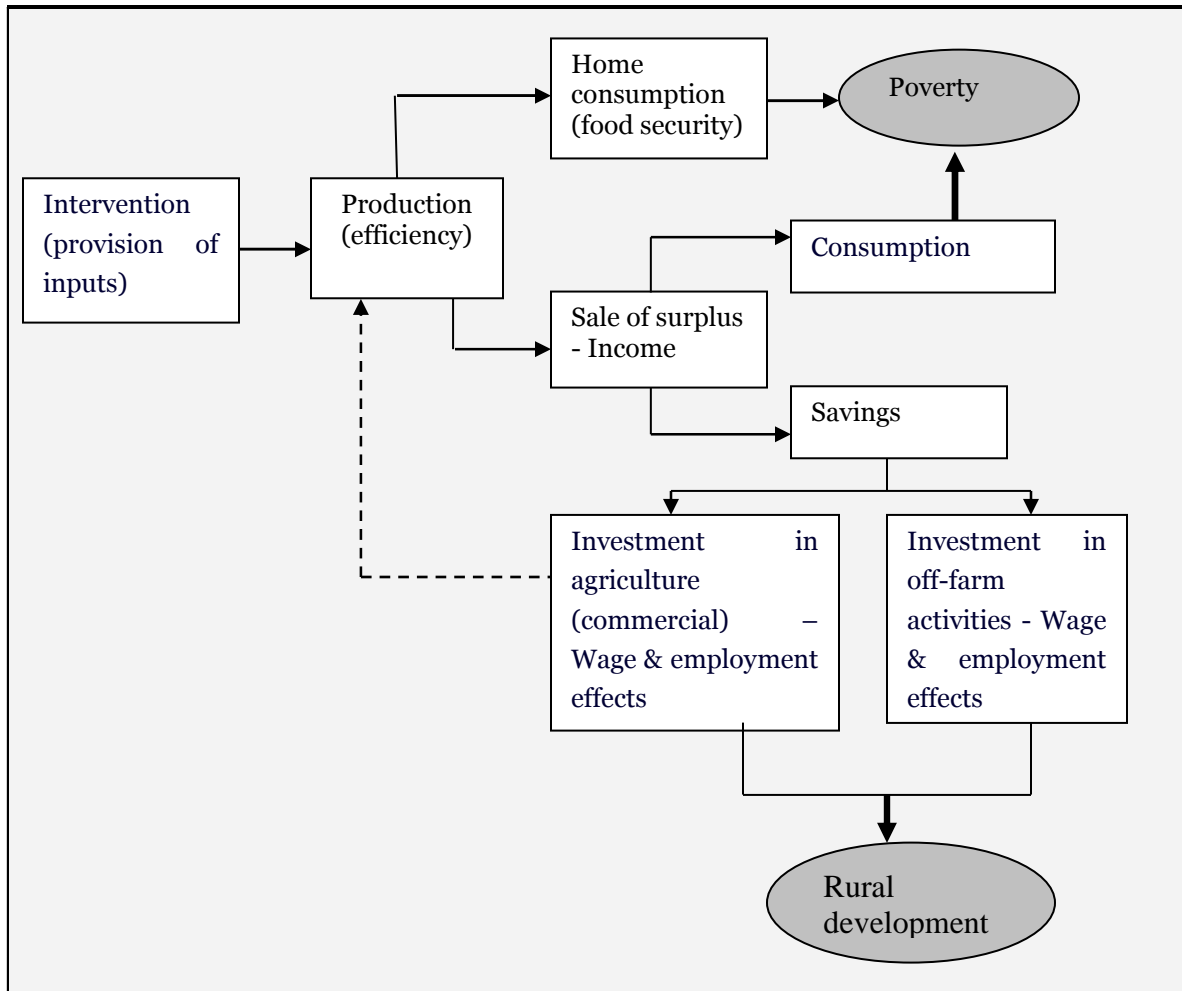 Home
consumption
(food security)
Poverty
Intervention
(provision of
inputs)
Production
(efficiency)
Consumption
Sale of surplus
- Income
Savings
Investment in
agriculture
(commercial) –
Wage & employment
effects
Investment in
off-farm
activities - Wage
& employment
effects
Rural
development